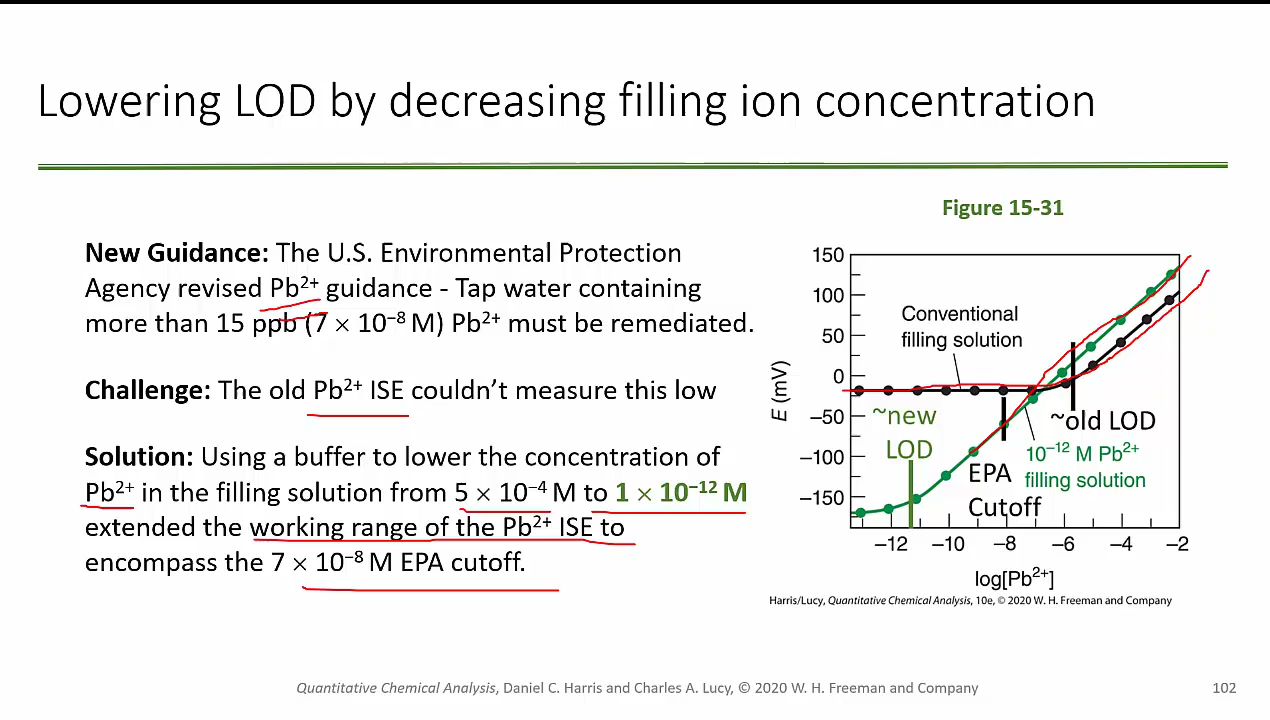 Lowering LOD by decreasing filling ion concentration
Figure 15-31
New Guidance: The U.S. Environmental Protection
Agency revised Pb²⁺ guidance - Tap water containing
more than 15 ppb (7 × 10⁻⁸ M) Pb²⁺ must be remediated.
Challenge: The old Pb²⁺ ISE couldn’t measure this low
Solution: Using a buffer to lower the concentration of
Pb²⁺ in the filling solution from 5 × 10⁻⁴ M to 1 × 10⁻¹² M
extended the working range of the Pb²⁺ ISE to
encompass the 7 × 10⁻⁸ M EPA cutoff.
150
100
50
0
−50
−100
−150
E (mV)
Conventional
filling solution
~new
LOD
~old LOD
EPA
Cutoff
10⁻¹² M Pb²⁺
filling solution
−12 −10 −8 −6 −4 −2
log[Pb²⁺]
Harris/Lucy, Quantitative Chemical Analysis, 10e, © 2020 W. H. Freeman and Company
Quantitative Chemical Analysis, Daniel C. Harris and Charles A. Lucy, © 2020 W. H. Freeman and Company
102